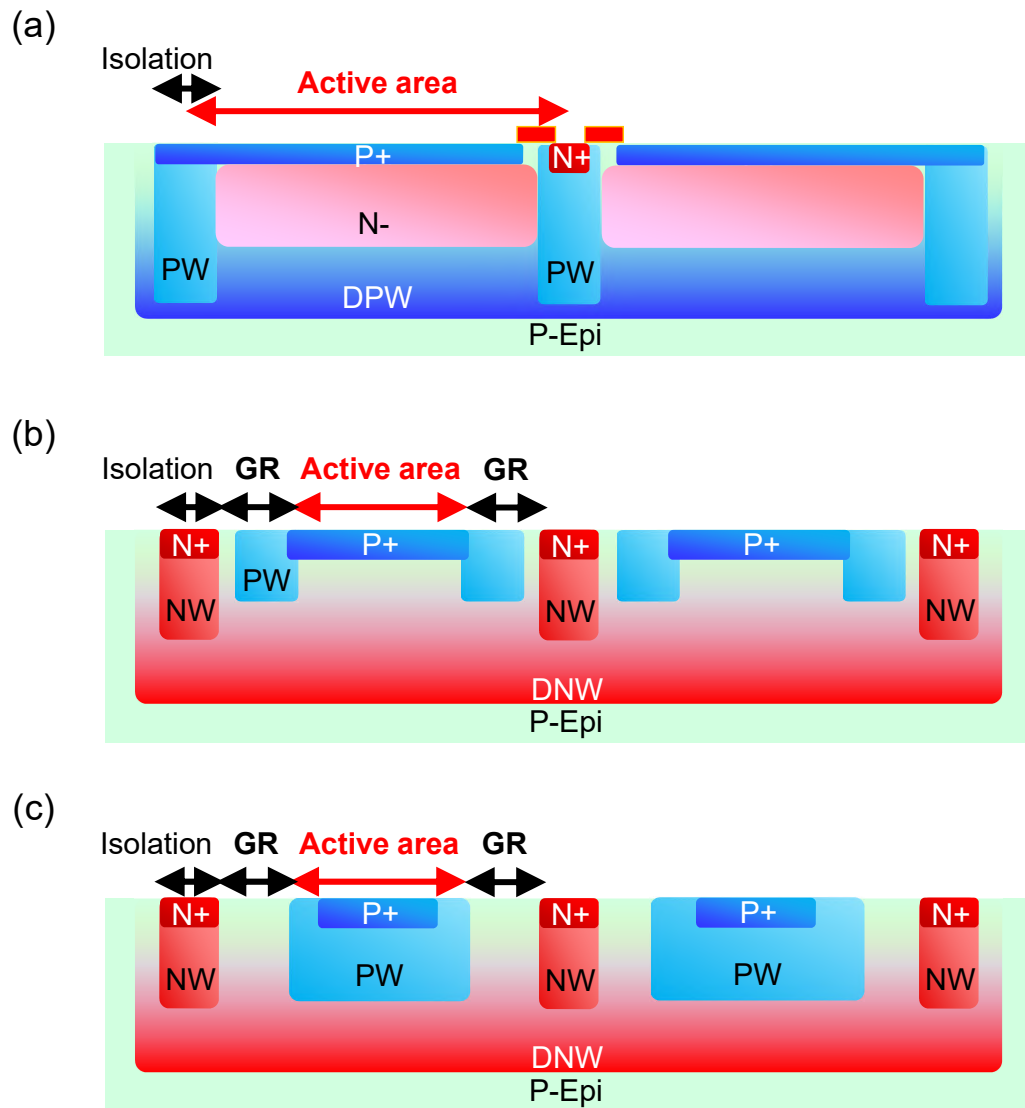 (a)
Isolation
Active area
P+ N+
N-
PW PW
DPW
P-Epi
(b)
Isolation GR Active area GR
N+ P+ N+ P+ N+
PW
NW NW NW
DNW
P-Epi
(c)
Isolation GR Active area GR
N+ P+ N+ P+ N+
NW PW NW PW NW
DNW
P-Epi